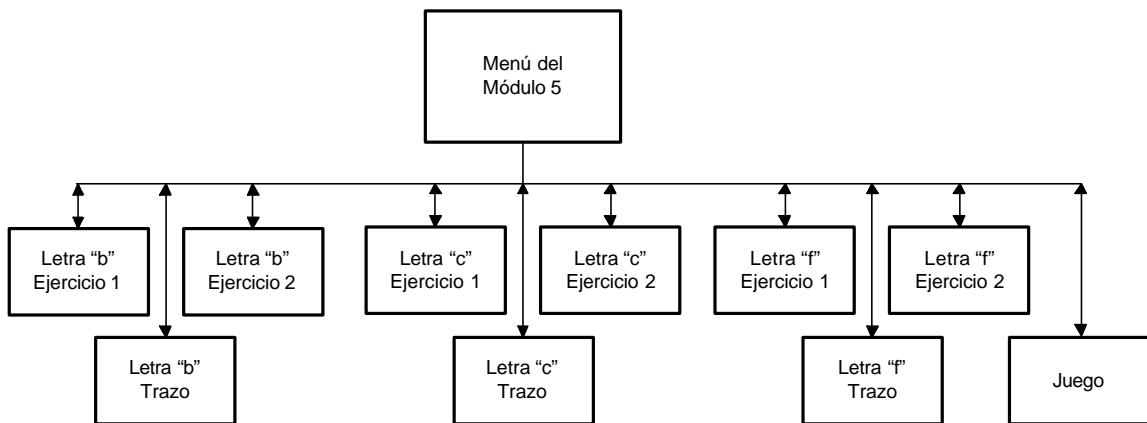 Menú del
Módulo 5
Letra “b”
Ejercicio 1
Letra “b”
Ejercicio 2
Letra “c”
Ejercicio 1
Letra “c”
Ejercicio 2
Letra “f”
Ejercicio 1
Letra “f”
Ejercicio 2
Letra “b”
Trazo
Letra “c”
Trazo
Letra “f”
Trazo
Juego